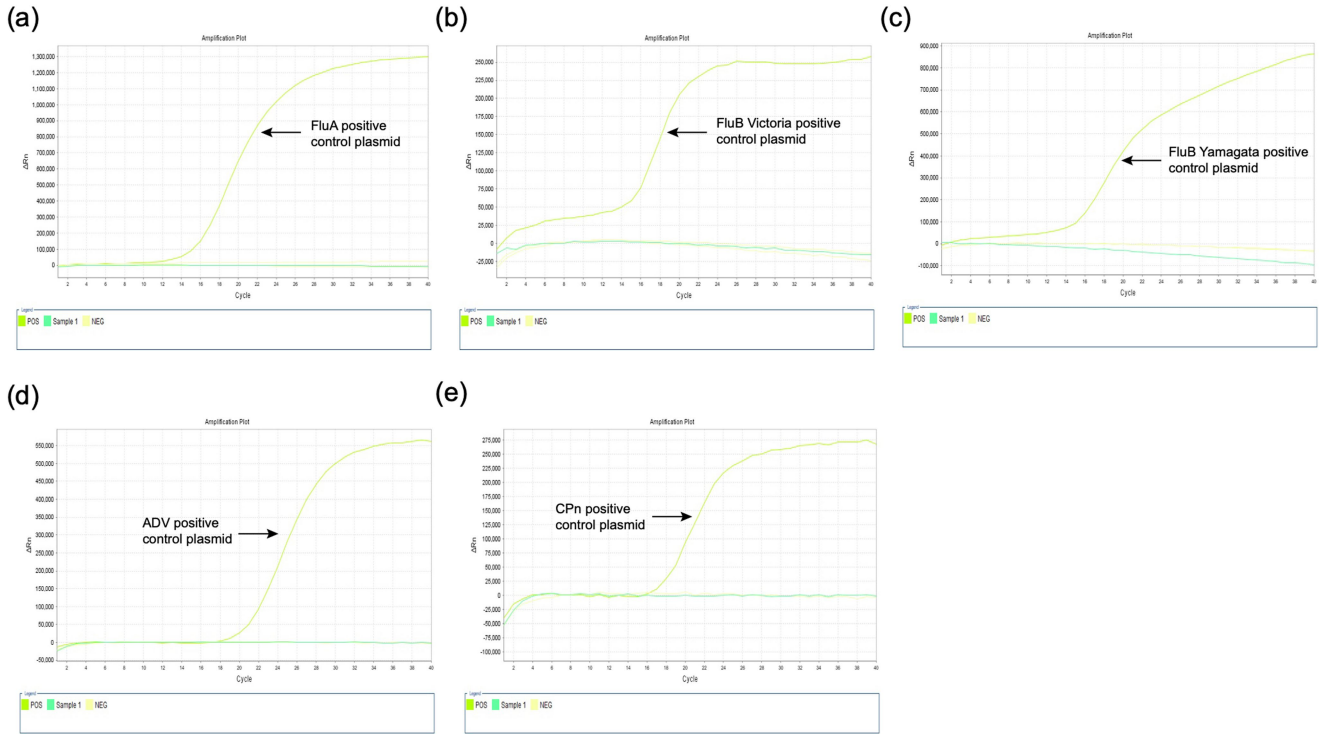 (a)
Amplification Plot
1,300,000
1,200,000
1,100,000
1,000,000
900,000
800,000
700,000
600,000
500,000
400,000
300,000
200,000
100,000
0
ΔRn
FluA positive
control plasmid
2 4 6 8 10 12 14 16 18 20 22 24 26 28 30 32 34 36 38 40
Cycle
Legend
POS Sample 1 NEG
(b)
Amplification Plot
250,000
225,000
200,000
175,000
150,000
125,000
100,000
75,000
50,000
25,000
0
-25,000
ΔRn
FluB Victoria positive
control plasmid
2 4 6 8 10 12 14 16 18 20 22 24 26 28 30 32 34 36 38 40
Cycle
Legend
POS Sample 1 NEG
(c)
Amplification Plot
900,000
800,000
700,000
600,000
500,000
400,000
300,000
200,000
100,000
0
-100,000
ΔRn
FluB Yamagata positive
control plasmid
2 4 6 8 10 12 14 16 18 20 22 24 26 28 30 32 34 36 38 40
Cycle
Legend
POS Sample 1 NEG
(d)
Amplification Plot
550,000
500,000
450,000
400,000
350,000
300,000
250,000
200,000
150,000
100,000
50,000
0
-50,000
ΔRn
ADV positive
control plasmid
2 4 6 8 10 12 14 16 18 20 22 24 26 28 30 32 34 36 38 40
Cycle
Legend
POS Sample 1 NEG
(e)
Amplification Plot
275,000
250,000
225,000
200,000
175,000
150,000
125,000
100,000
75,000
50,000
25,000
0
-25,000
-50,000
-75,000
-100,000
ΔRn
CPn positive
control plasmid
2 4 6 8 10 12 14 16 18 20 22 24 26 28 30 32 34 36 38 40
Cycle
Legend
POS Sample 1 NEG